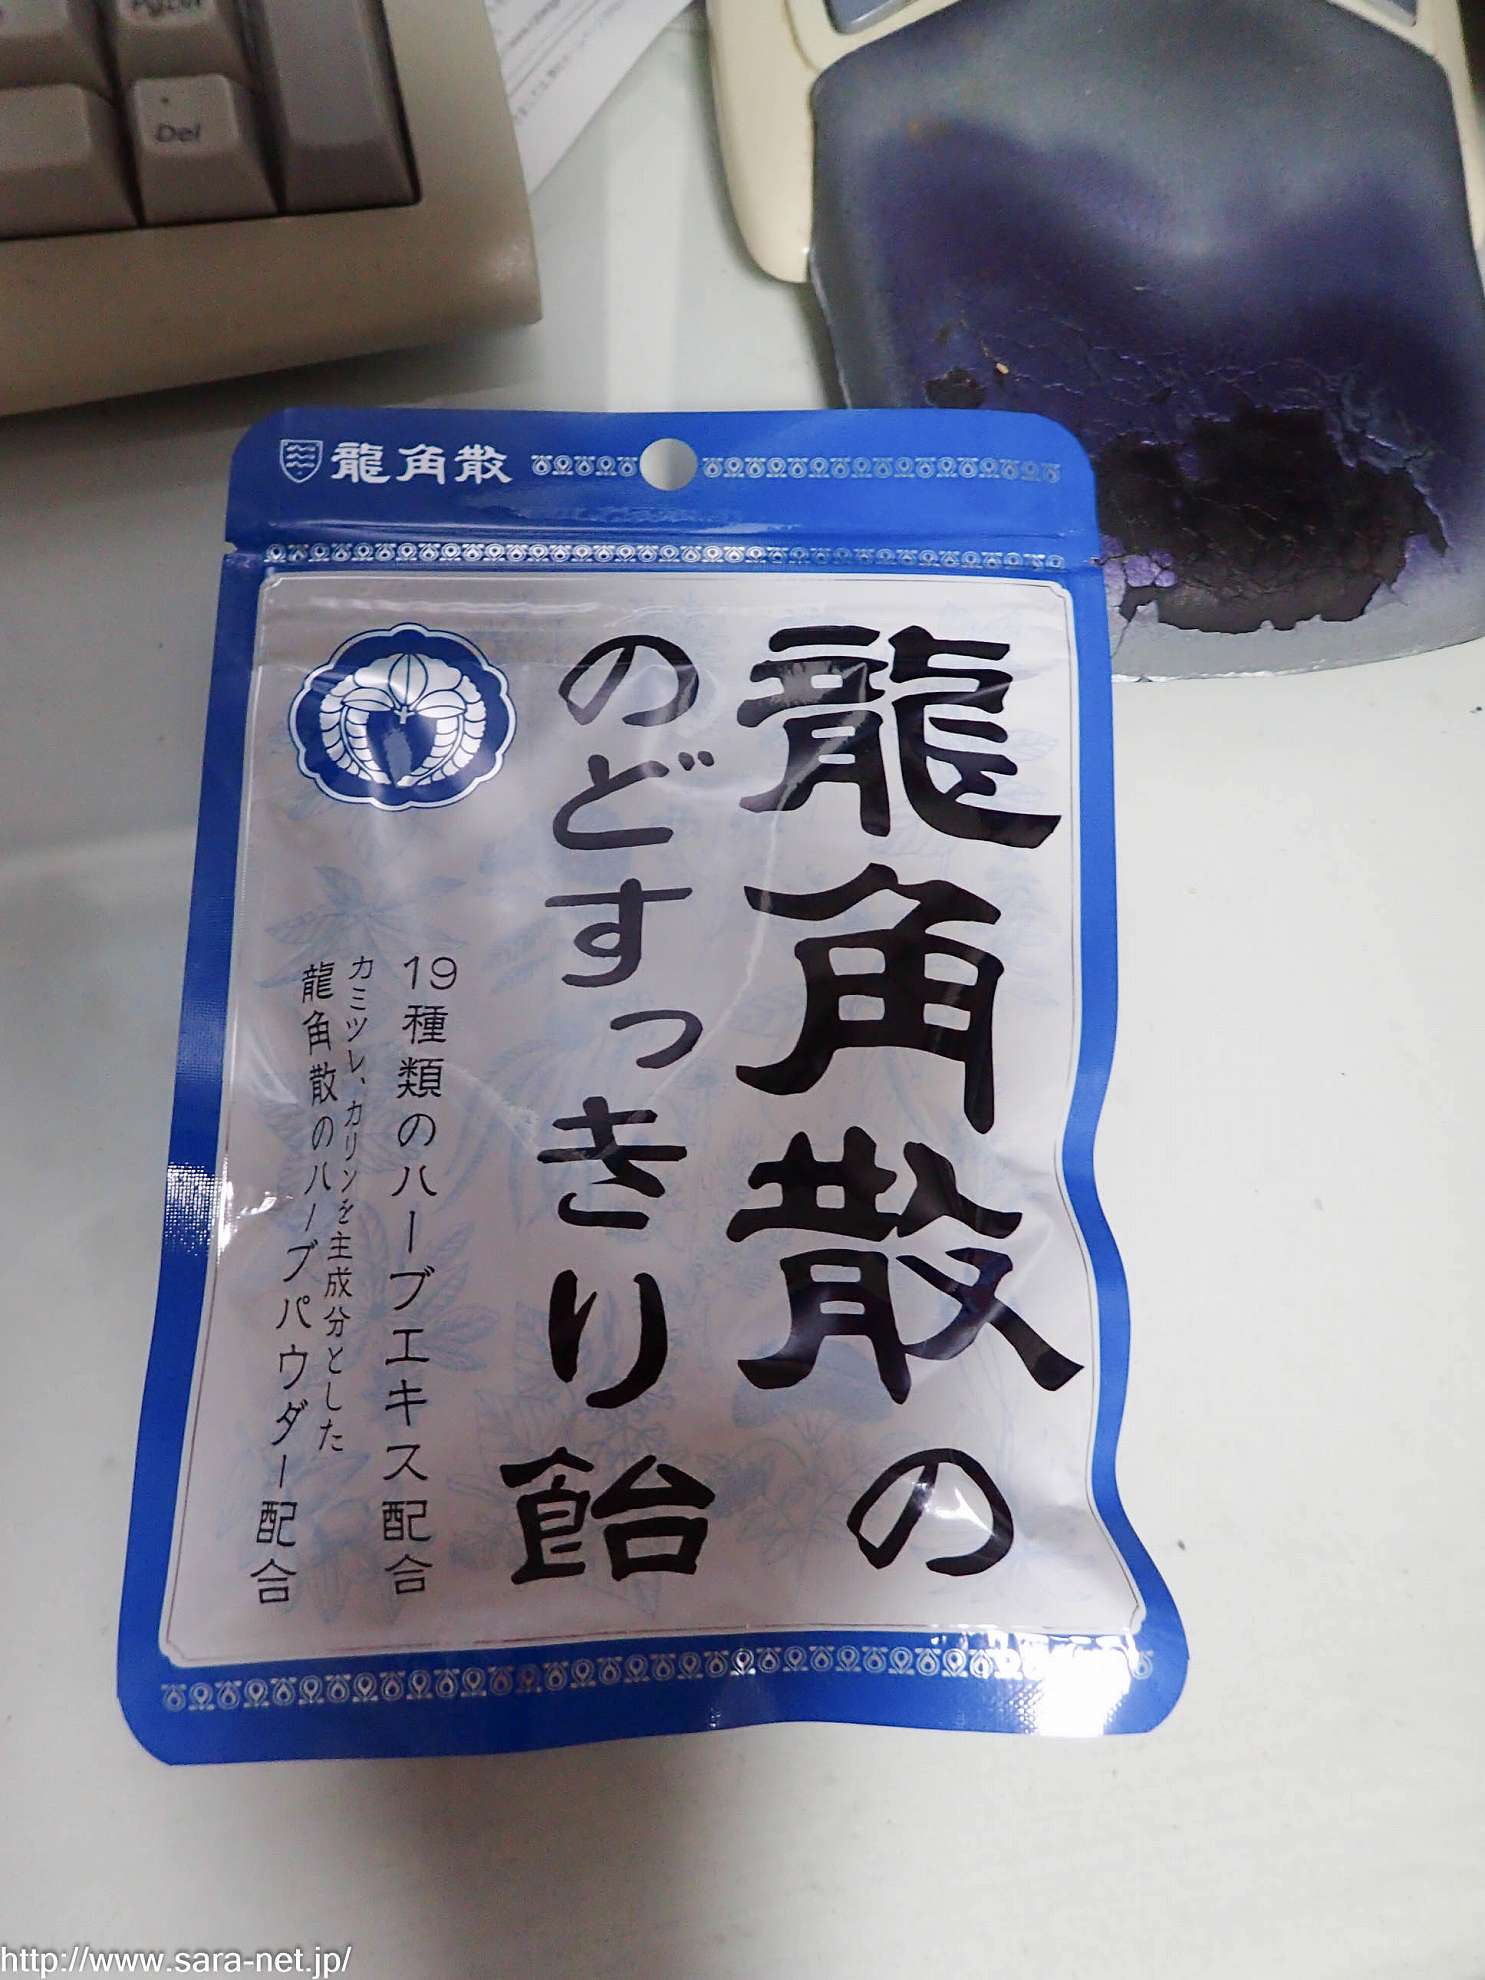 PgDn
Del
龍角散
龍角散の
のどすっきり飴
19種類のハーブエキス配合
カミツレ、カリンを主成分とした
龍角散のハーブパウダー配合
http://www.sara-net.jp/